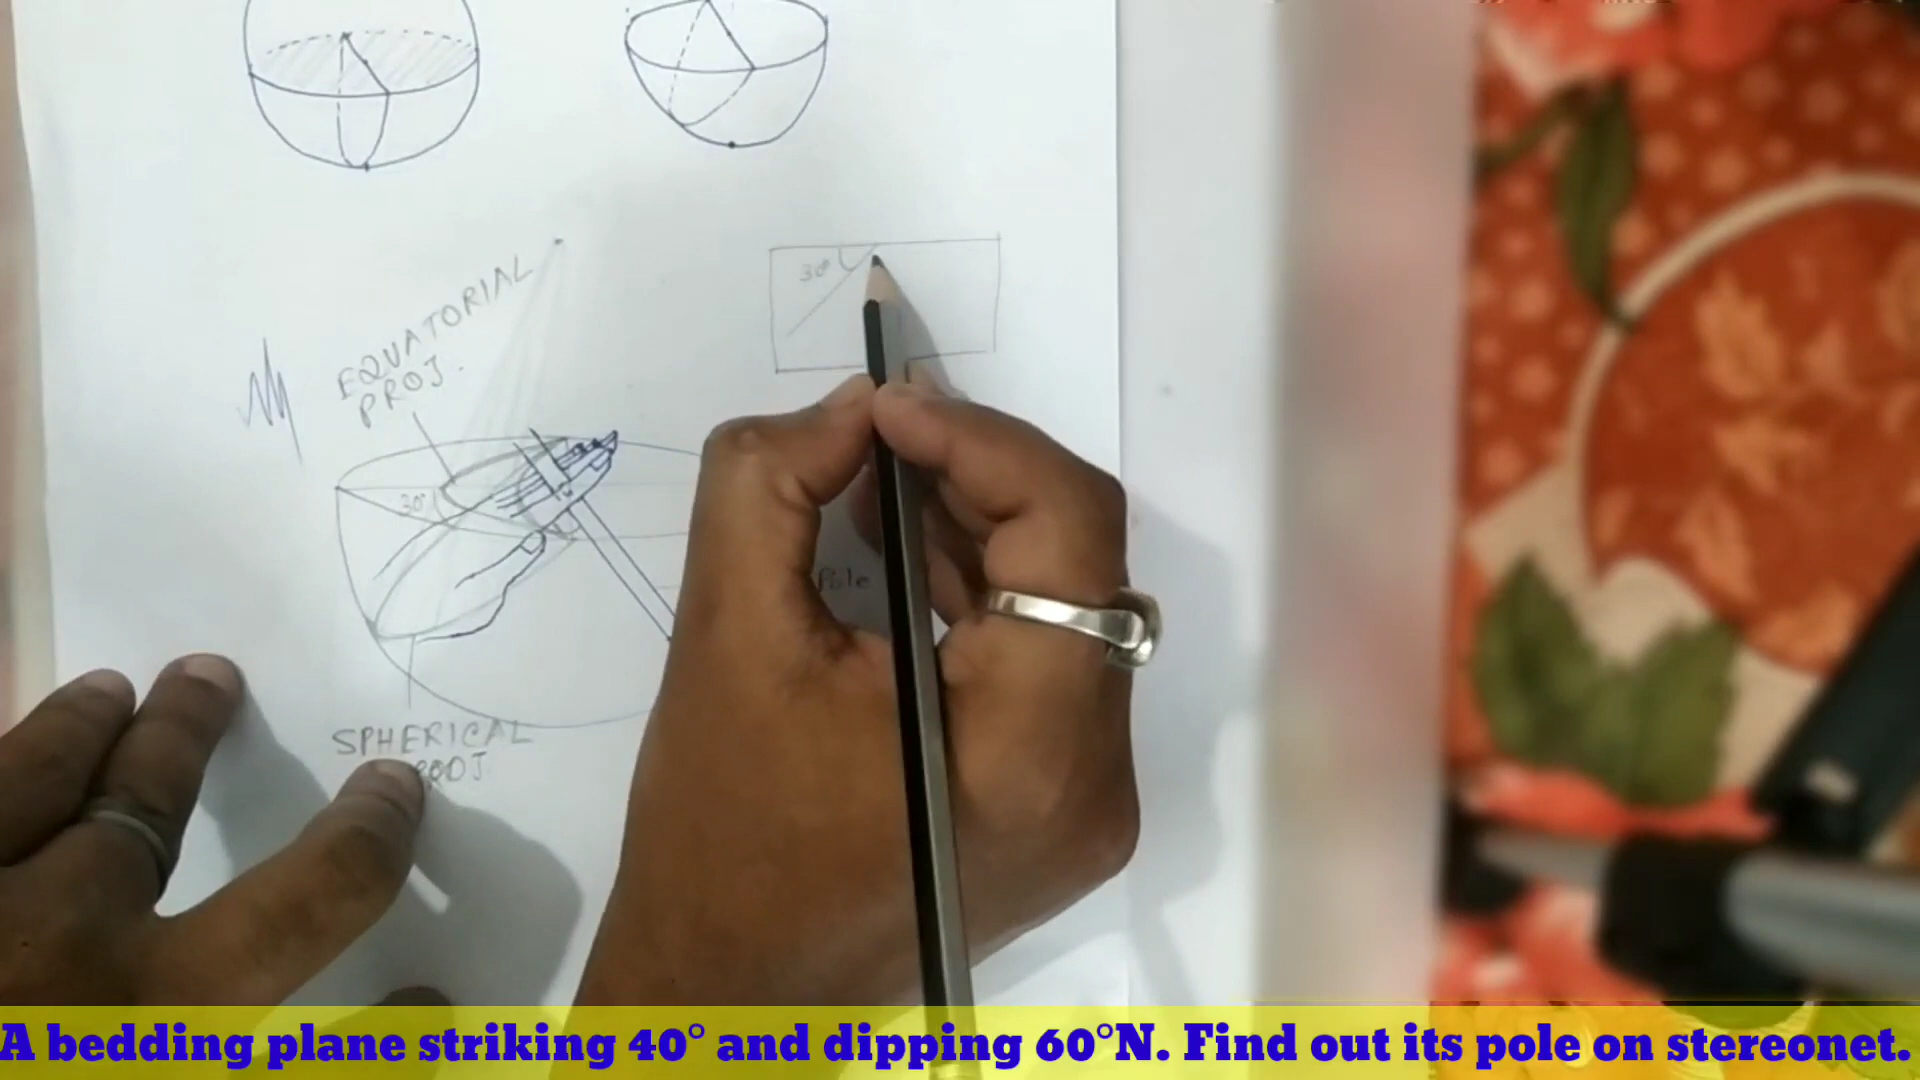 30°
EQUATORIAL
PROJ.
30°
Pole
SPHERICAL
PROJ.
A bedding plane striking 40° and dipping 60°N. Find out its pole on stereonet.